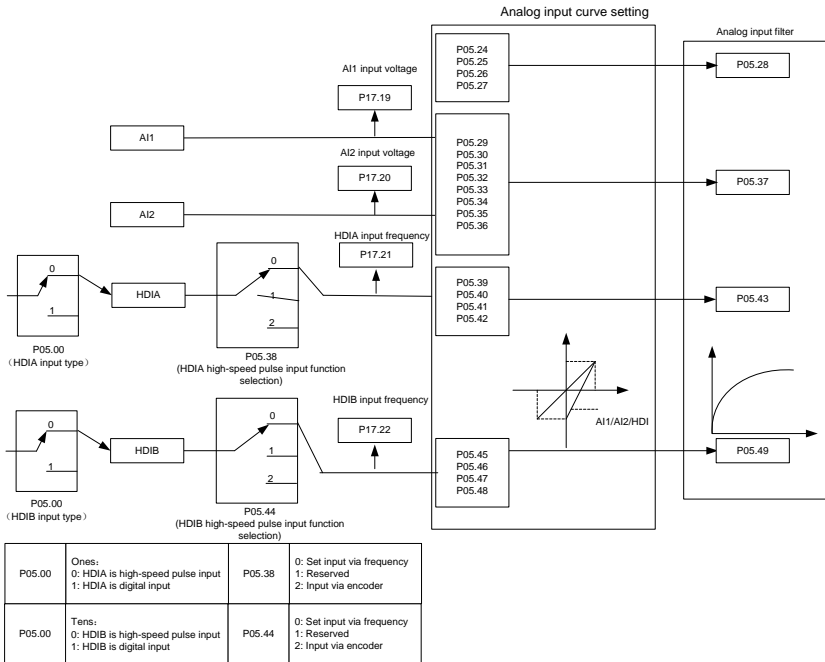 Analog input curve setting
Analog input filter
P05.24
P05.25
P05.26
P05.27
P05.28
AI1 input voltage
P17.19
AI1
P05.29
P05.30
P05.31
P05.32
P05.33
P05.34
P05.35
P05.36
P05.37
AI2 input voltage
P17.20
AI2
HDIA input frequency
P17.21
0
1
P05.00
（HDIA input type）
HDIA
0
1
2
P05.38
(HDIA high-speed pulse input function
selection)
P05.39
P05.40
P05.41
P05.42
P05.43
AI1/AI2/HDI
HDIB input frequency
P17.22
0
1
P05.00
（HDIB input type）
HDIB
0
1
2
P05.44
(HDIB high-speed pulse input function
selection)
P05.45
P05.46
P05.47
P05.48
P05.49
P05.00
Ones:
0: HDIA is high-speed pulse input
1: HDIA is digital input
P05.38
0: Set input via frequency
1: Reserved
2: Input via encoder
P05.00
Tens:
0: HDIB is high-speed pulse input
1: HDIB is digital input
P05.44
0: Set input via frequency
1: Reserved
2: Input via encoder